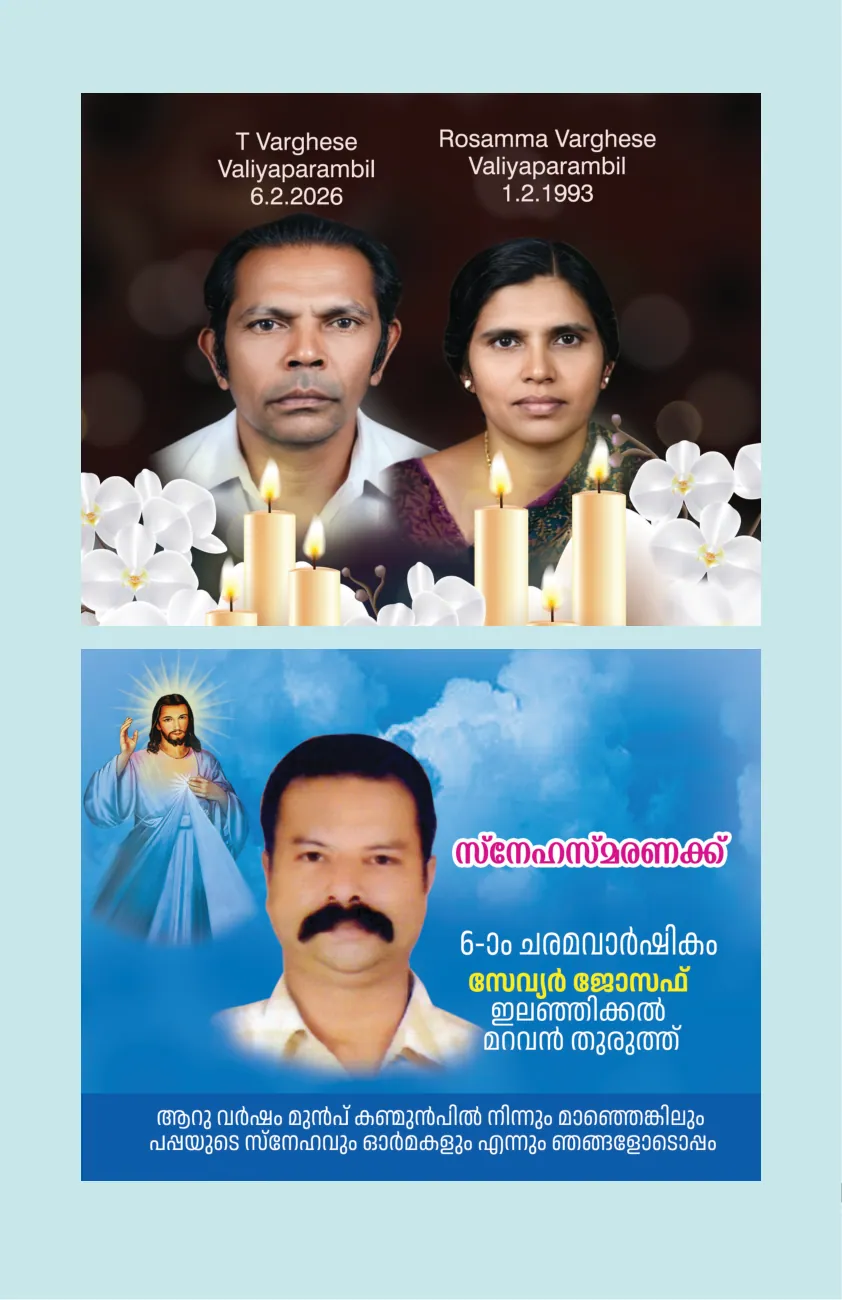 T Varghese
Valiyaparambil
6.2.2026
Rosamma Varghese
Valiyaparambil
1.2.1993
സ്നേഹസ്മരണക്ക്
6-ാം ചരമവാർഷികം
സേവ്യർ ജോസഫ്
ഇലഞ്ഞിക്കൽ
മറവൻ തുരുത്ത്
ആറു വർഷം മുൻപ് കണ്മുൻപിൽ നിന്നും മാഞ്ഞെങ്കിലും
പപ്പയുടെ സ്നേഹവും ഓർമകളും എന്നും ഞങ്ങളോടൊപ്പം